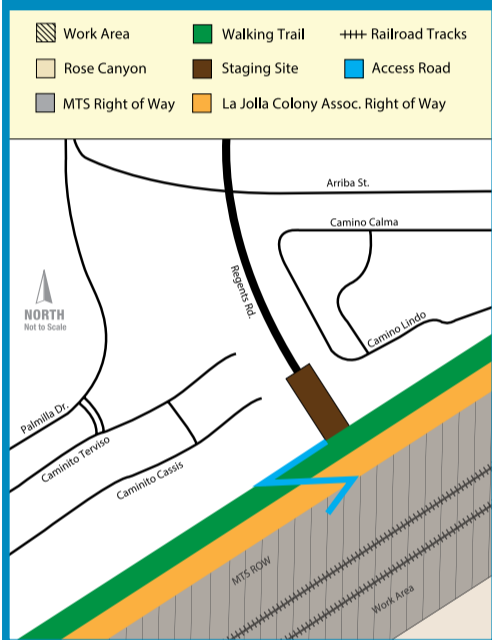 Work Area
Walking Trail
Railroad Tracks
Rose Canyon
Staging Site
Access Road
MTS Right of Way
La Jolla Colony Assoc. Right of Way
Arriba St.
Camino Calma
Regents Rd.
NORTH
Not to Scale
Camino Lindo
Palmilla Dr.
Caminito Terviso
Caminito Cassis
MTS ROW
Work Area